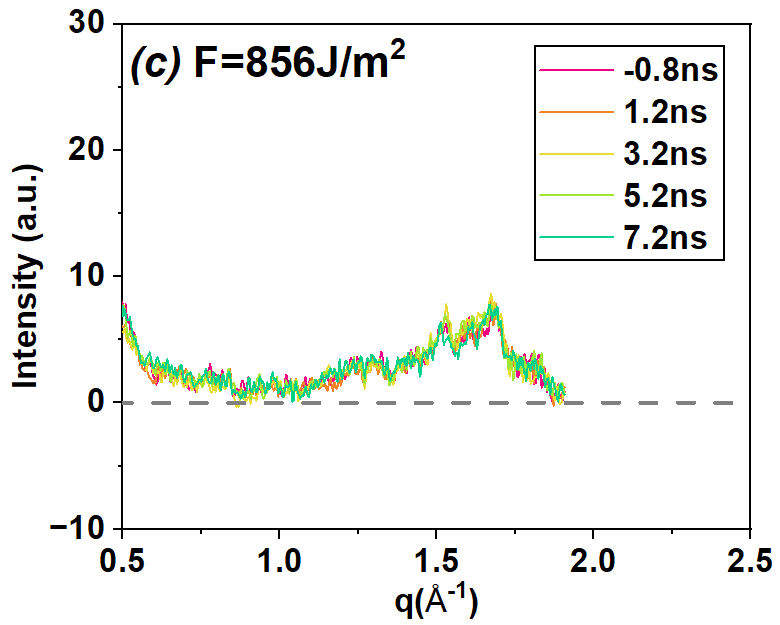 (c) F=856J/m²
-0.8ns
1.2ns
3.2ns
5.2ns
7.2ns
Intensity (a.u.)
30
20
10
0
−10
0.5 1.0 1.5 2.0 2.5
q(Å⁻¹)